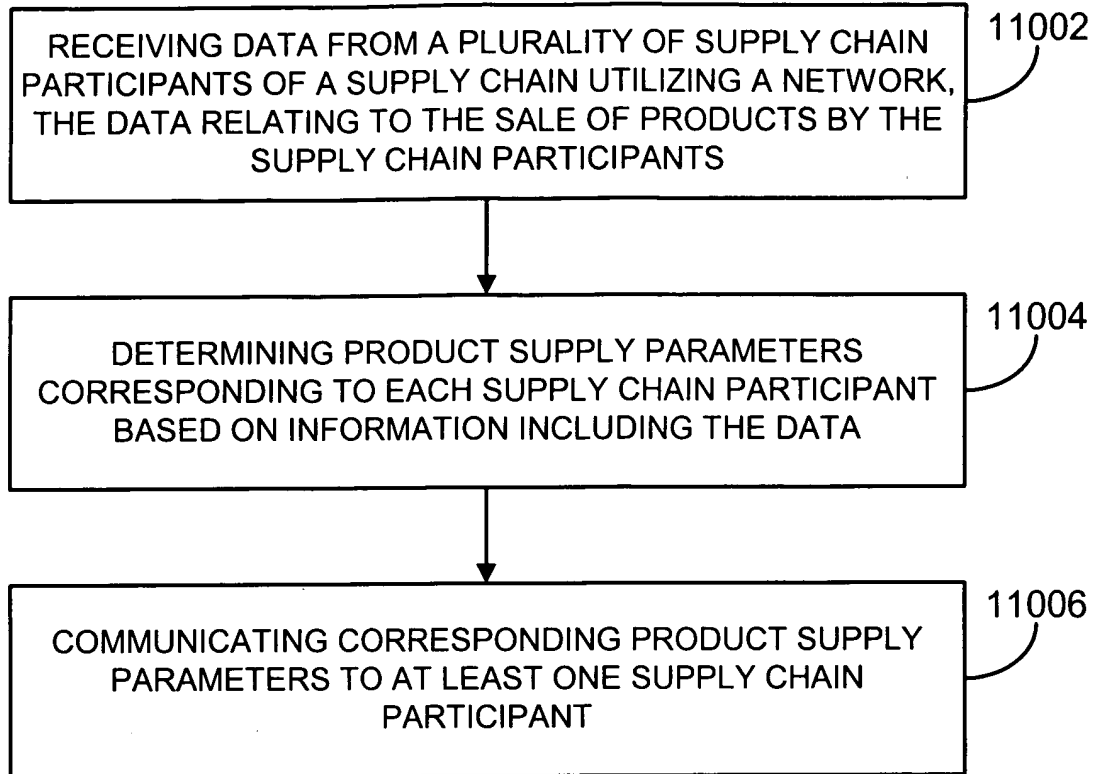 RECEIVING DATA FROM A PLURALITY OF SUPPLY CHAIN
PARTICIPANTS OF A SUPPLY CHAIN UTILIZING A NETWORK,
THE DATA RELATING TO THE SALE OF PRODUCTS BY THE
SUPPLY CHAIN PARTICIPANTS
11002
DETERMINING PRODUCT SUPPLY PARAMETERS
CORRESPONDING TO EACH SUPPLY CHAIN PARTICIPANT
BASED ON INFORMATION INCLUDING THE DATA
11004
COMMUNICATING CORRESPONDING PRODUCT SUPPLY
PARAMETERS TO AT LEAST ONE SUPPLY CHAIN
PARTICIPANT
11006